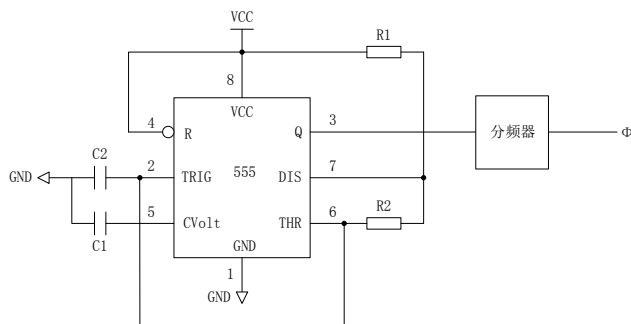 VCC
R1
8
VCC
4
R
Q
3
分频器
Φ
C2
2
TRIG
555
DIS
7
GND
5
CVolt
THR
6
R2
C1
GND
1
GND